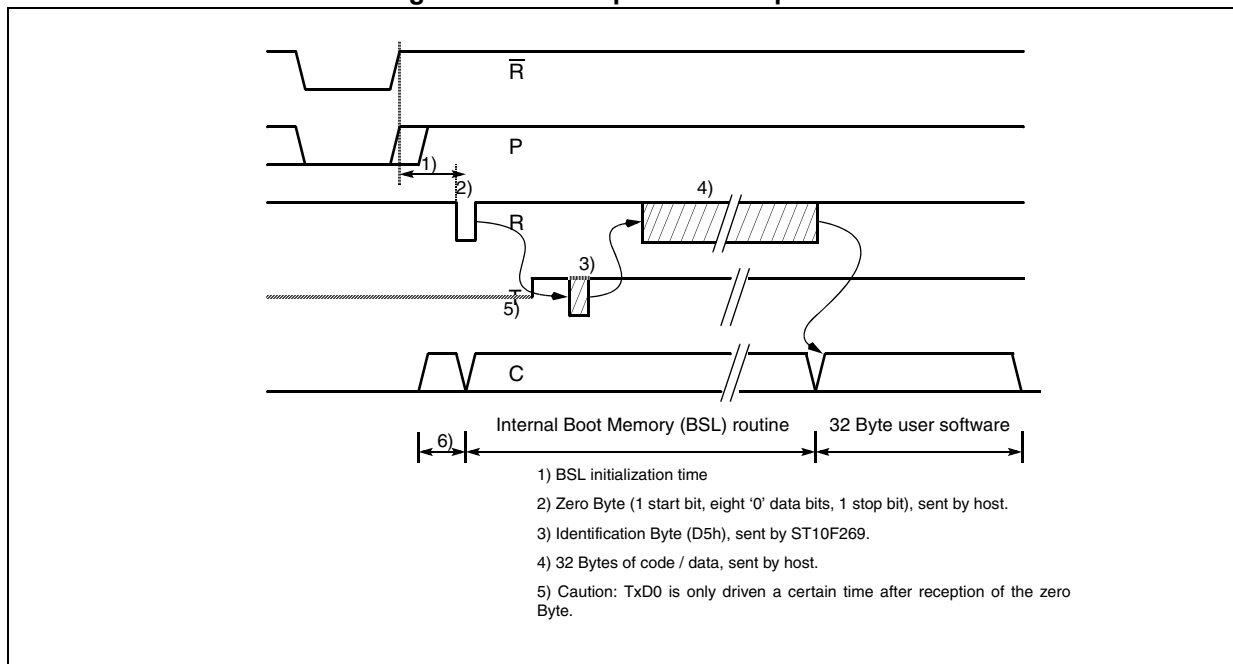 R
P
1)
2)
4)
R
3)
T
5)
C
Internal Boot Memory (BSL) routine
32 Byte user software
6)
1) BSL initialization time
2) Zero Byte (1 start bit, eight ‘0’ data bits, 1 stop bit), sent by host.
3) Identification Byte (D5h), sent by ST10F269.
4) 32 Bytes of code / data, sent by host.
5) Caution: TxD0 is only driven a certain time after reception of the zero
Byte.